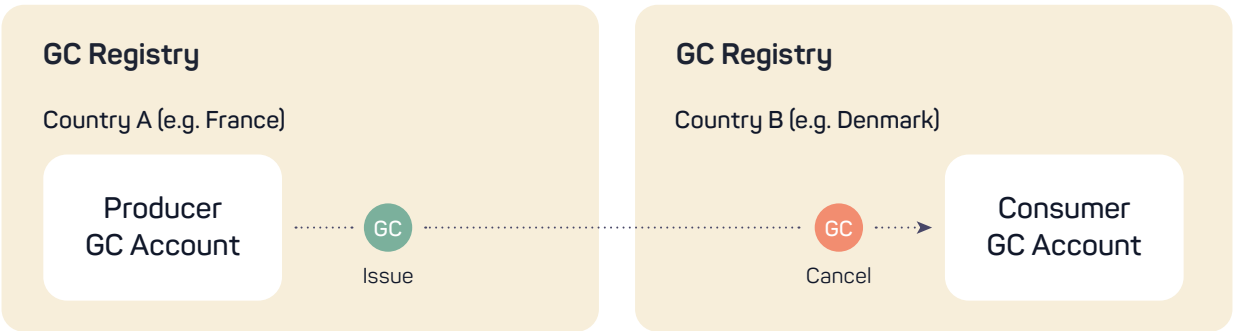 GC Registry
Country A (e.g. France)
Producer
GC Account
GC
Issue
GC Registry
Country B (e.g. Denmark)
GC
Cancel
Consumer
GC Account